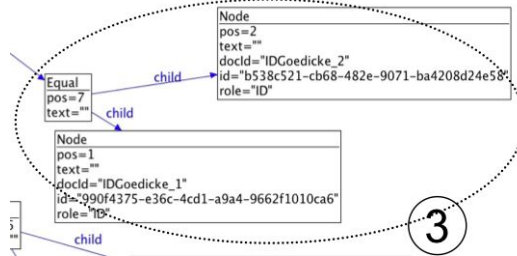 Node
pos=2
text=""
docId="IDGoedicke_2"
id="b538c521-cb68-482e-9071-ba4208d24e58"
role="ID"
child
Equal
pos=7
text=""
child
Node
pos=1
text=""
docId="IDGoedicke_1"
id="990f4375-e36c-4cd1-a9a4-9662f1010ca6"
role="ID"
3
child